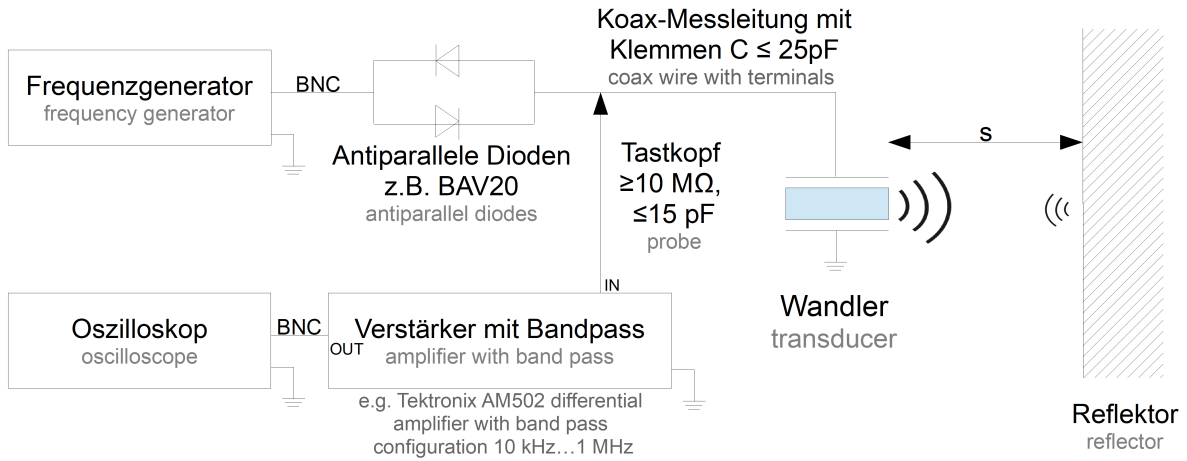 Koax-Messleitung mit
Klemmen C ≤ 25pF
coax wire with terminals
Frequenzgenerator
frequency generator
BNC
Antiparallele Dioden
z.B. BAV20
antiparallel diodes
Tastkopf
≥10 MΩ,
≤15 pF
probe
s
IN
Oszilloskop
oscilloscope
BNC
OUT
Verstärker mit Bandpass
amplifier with band pass
e.g. Tektronix AM502 differential
amplifier with band pass
configuration 10 kHz…1 MHz
Wandler
transducer
Reflektor
reflector